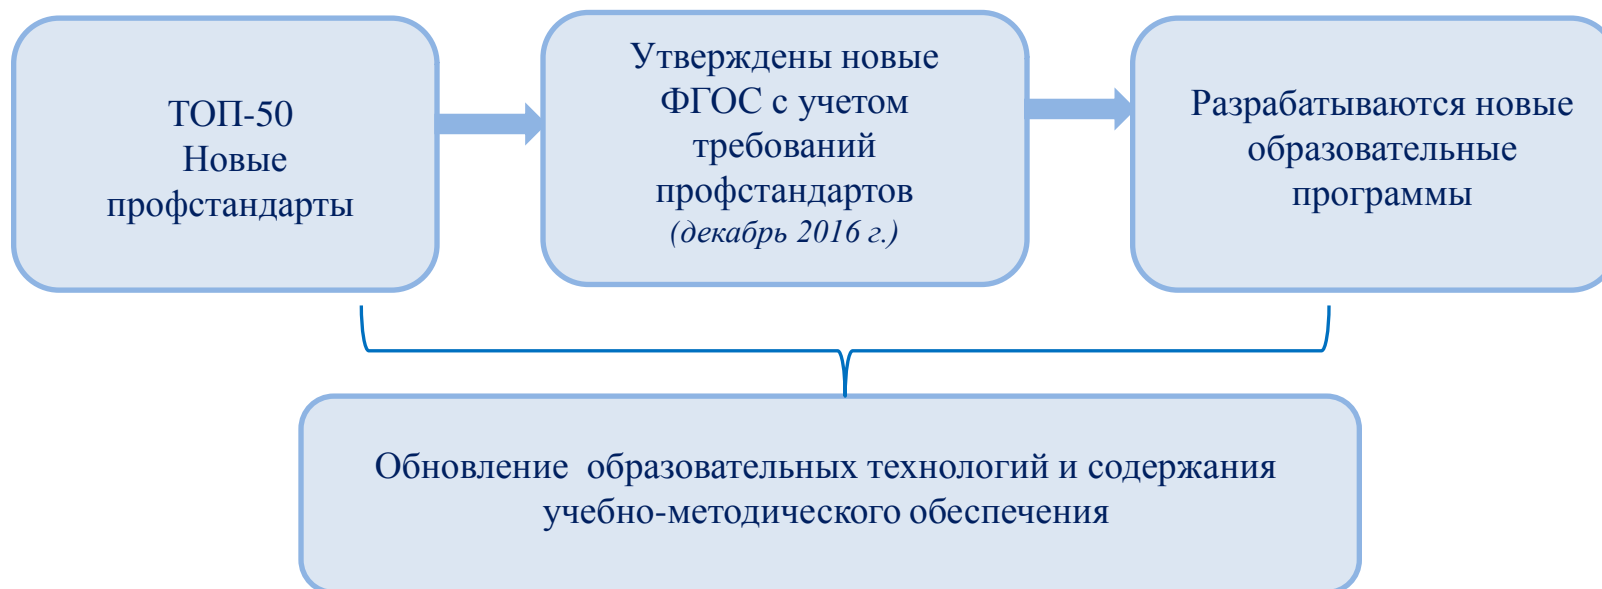 ТОП-50
Новые
профстандарты
Утверждены новые
ФГОС с учетом
требований
профстандартов
(декабрь 2016 г.)
Разрабатываются новые
образовательные
программы
Обновление образовательных технологий и содержания
учебно-методического обеспечения